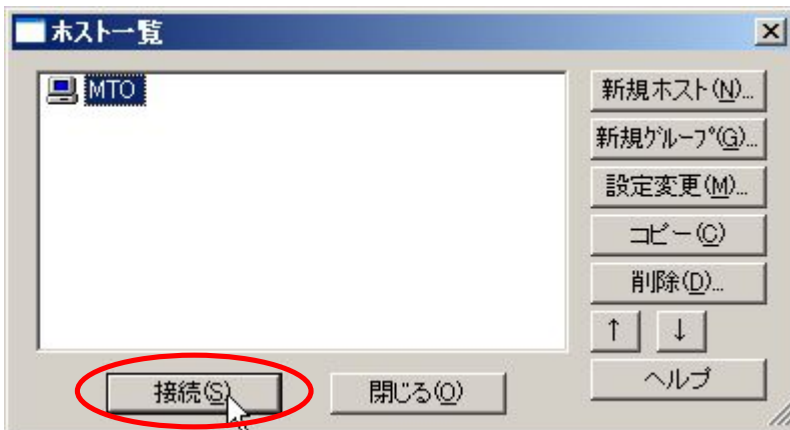 ホスト一覧
MTO
新規ホスト(N)...
新規グループ(G)...
設定変更(M)...
コピー(C)
削除(D)...
↑ ↓
接続(S) 閉じる(O) ヘルプ